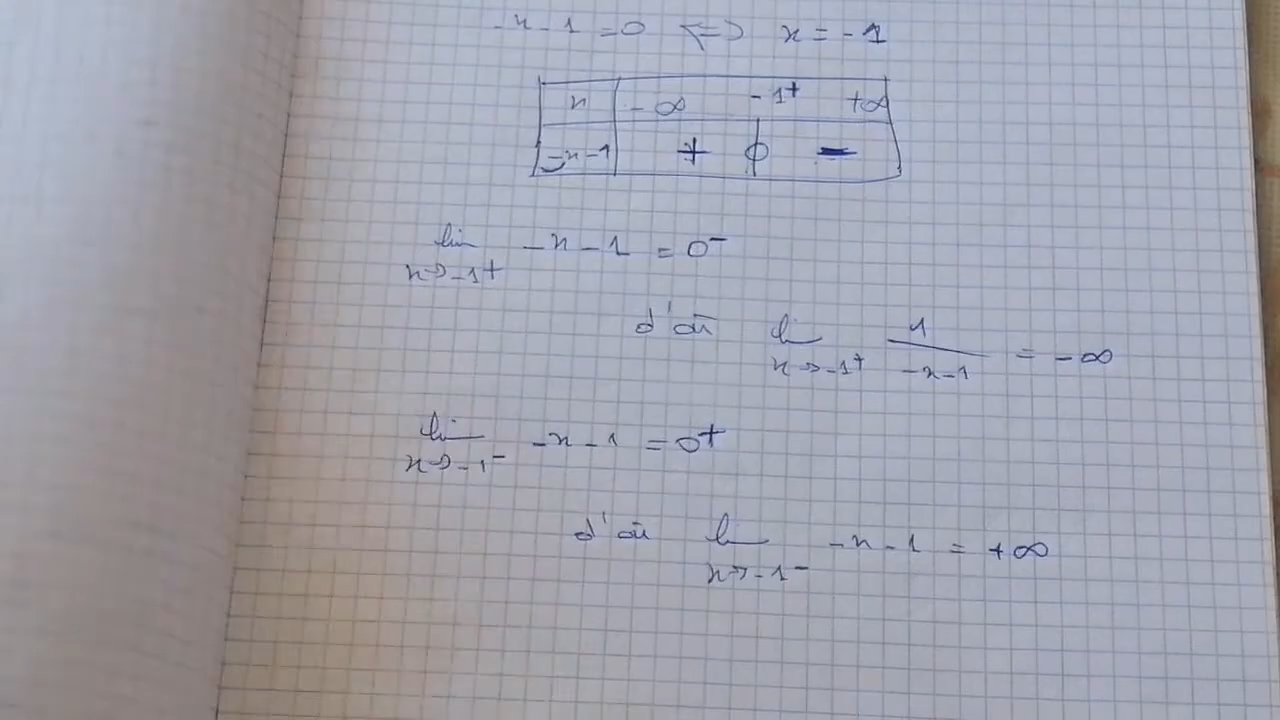 -x-1=0 <=> x=-1
x -∞ -1+ +∞
-x-1 + 0 -
lim -x-1 = 0-
x→-1+
d'où lim 1/(-x-1) = -∞
x→-1+
lim -x-1 = 0+
x→-1-
d'où lim -x-1 = +∞
x→-1-